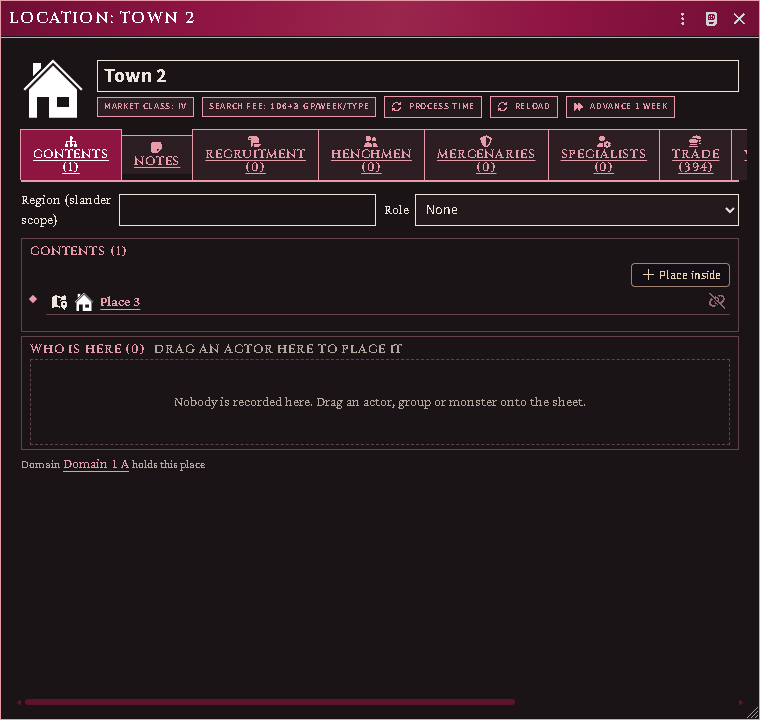 LOCATION: TOWN 2
Town 2
MARKET CLASS: IV
SEARCH FEE: 1D6+3 GP/WEEK/TYPE
PROCESS TIME
RELOAD
ADVANCE 1 WEEK
CONTENTS (1)
NOTES
RECRUITMENT (0)
HENCHMEN (0)
MERCENARIES (0)
SPECIALISTS (0)
TRADE (394)
Region (slander scope)
Role
None
CONTENTS (1)
Place inside
Place 3
WHO IS HERE (0) DRAG AN ACTOR HERE TO PLACE IT
Nobody is recorded here. Drag an actor, group or monster onto the sheet.
Domain Domain 1 A holds this place